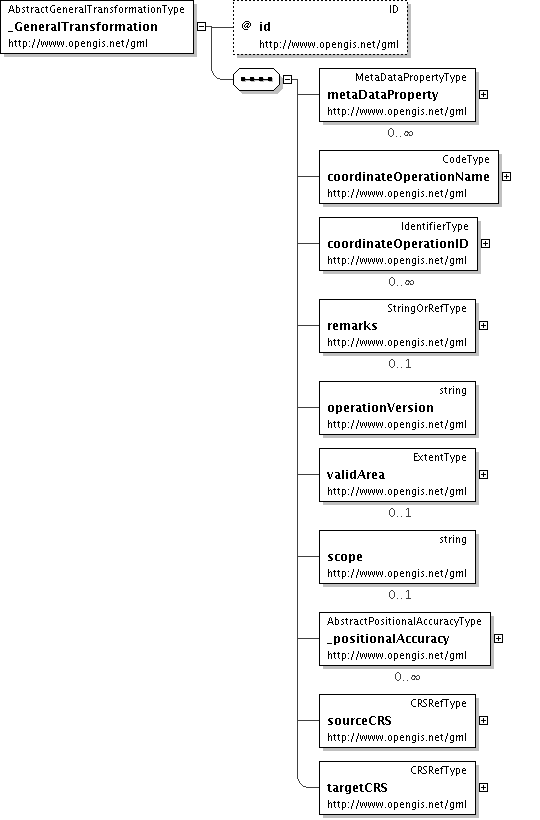 AbstractGeneralTransformationType
_GeneralTransformation
http://www.opengis.net/gml
ID
@ id
http://www.opengis.net/gml
MetaDataPropertyType
metaDataProperty
http://www.opengis.net/gml
0..∞
CodeType
coordinateOperationName
http://www.opengis.net/gml
IdentifierType
coordinateOperationID
http://www.opengis.net/gml
0..∞
StringOrRefType
remarks
http://www.opengis.net/gml
0..1
string
operationVersion
http://www.opengis.net/gml
ExtentType
validArea
http://www.opengis.net/gml
0..1
string
scope
http://www.opengis.net/gml
0..1
AbstractPositionalAccuracyType
_positionalAccuracy
http://www.opengis.net/gml
0..∞
CRSRefType
sourceCRS
http://www.opengis.net/gml
CRSRefType
targetCRS
http://www.opengis.net/gml